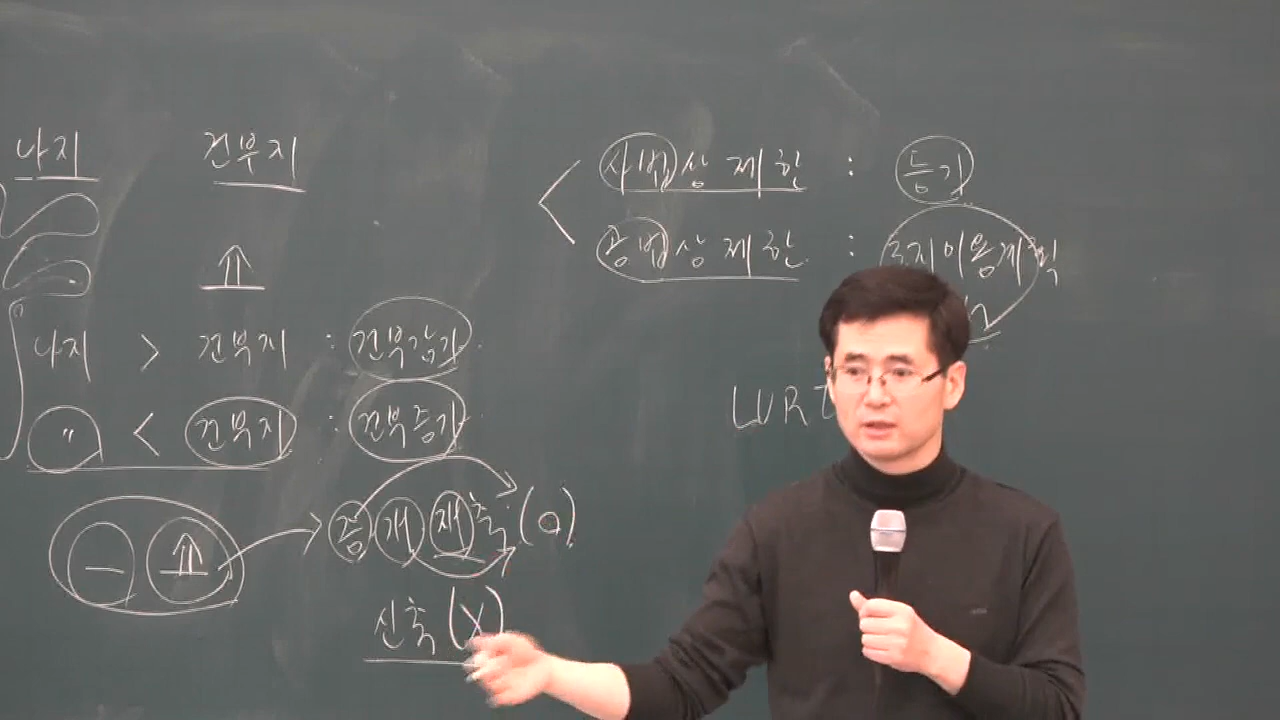 나지 건부지
사법상 제한 : 등기
공법상 제한 : 토지이용계획
나지 > 건부지 : 건부감가
〃 < 건부지 : 건부증가
LURI
증개재축 (O)
신축 (X)